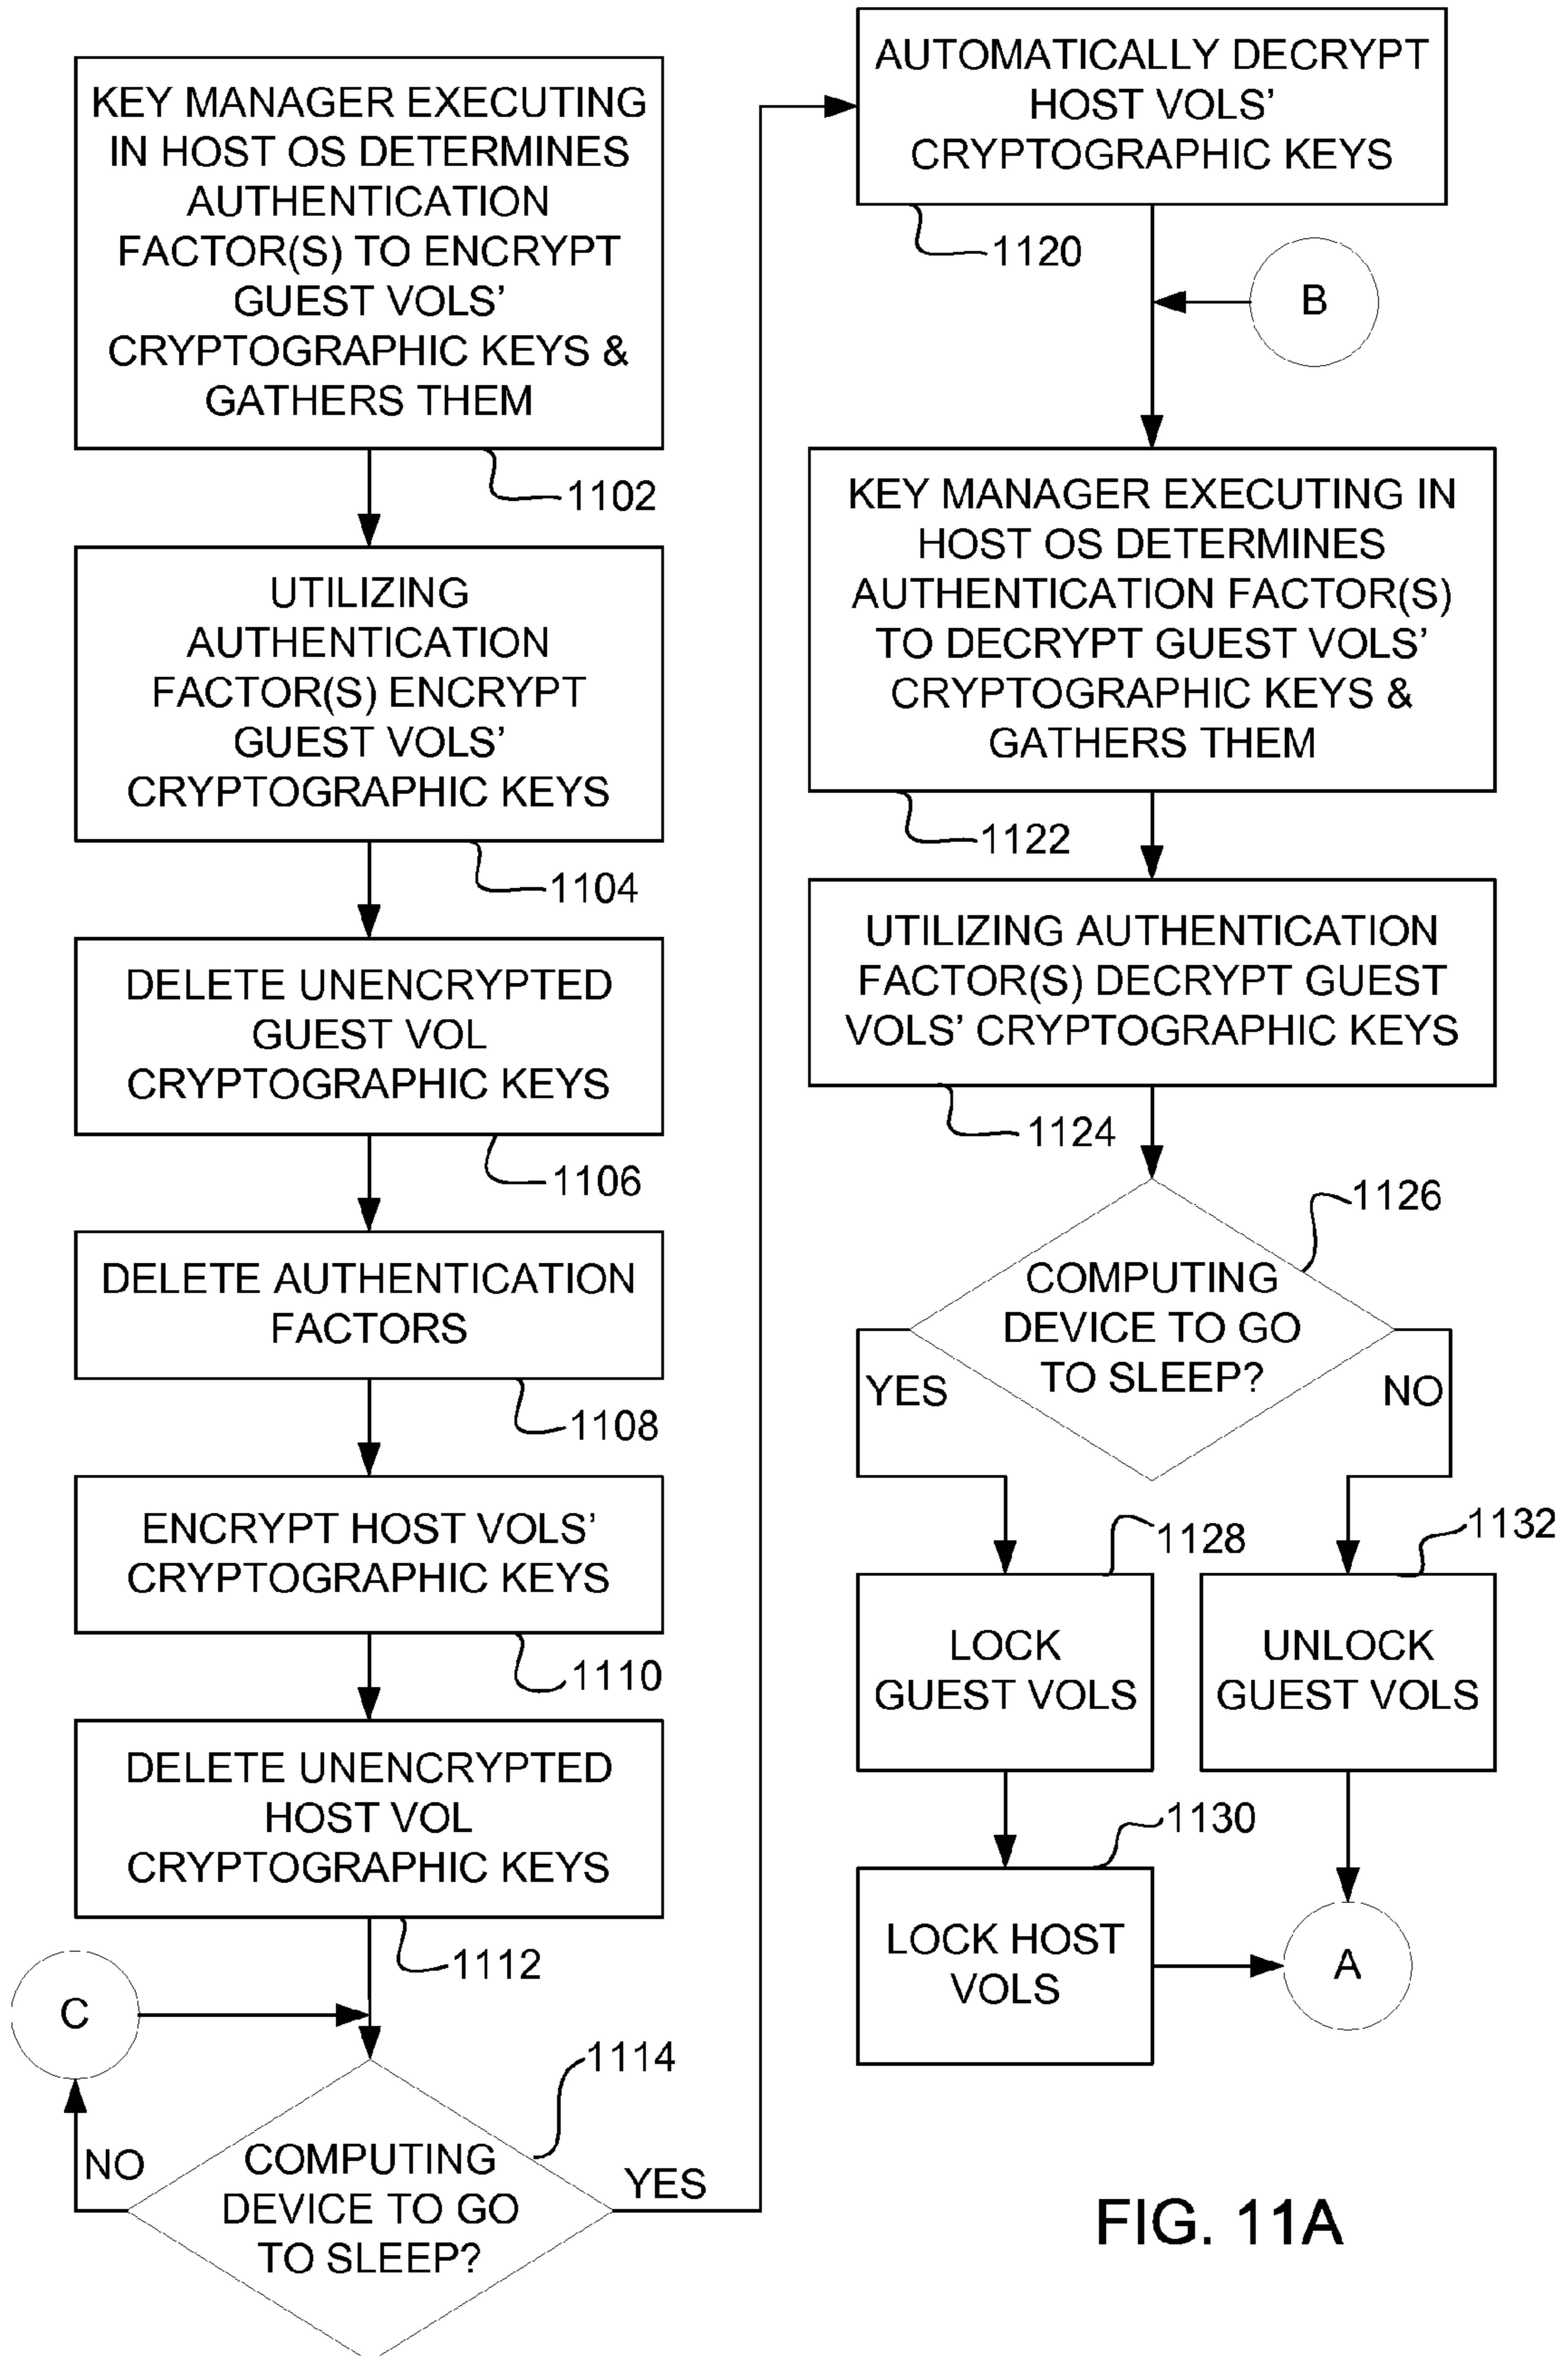 KEY MANAGER EXECUTING
IN HOST OS DETERMINES
AUTHENTICATION
FACTOR(S) TO ENCRYPT
GUEST VOLS’
CRYPTOGRAPHIC KEYS &
GATHERS THEM
1102
UTILIZING
AUTHENTICATION
FACTOR(S) ENCRYPT
GUEST VOLS’
CRYPTOGRAPHIC KEYS
1104
DELETE UNENCRYPTED
GUEST VOL
CRYPTOGRAPHIC KEYS
1106
DELETE AUTHENTICATION
FACTORS
1108
ENCRYPT HOST VOLS’
CRYPTOGRAPHIC KEYS
1110
DELETE UNENCRYPTED
HOST VOL
CRYPTOGRAPHIC KEYS
1112
C
1114
COMPUTING
DEVICE TO GO
TO SLEEP?
NO
YES
AUTOMATICALLY DECRYPT
HOST VOLS’
CRYPTOGRAPHIC KEYS
1120
B
KEY MANAGER EXECUTING IN
HOST OS DETERMINES
AUTHENTICATION FACTOR(S)
TO DECRYPT GUEST VOLS’
CRYPTOGRAPHIC KEYS &
GATHERS THEM
1122
UTILIZING AUTHENTICATION
FACTOR(S) DECRYPT GUEST
VOLS’ CRYPTOGRAPHIC KEYS
1124
1126
COMPUTING
DEVICE TO GO
TO SLEEP?
YES
NO
1128
LOCK
GUEST VOLS
1132
UNLOCK
GUEST VOLS
1130
LOCK HOST
VOLS
A
FIG. 11A